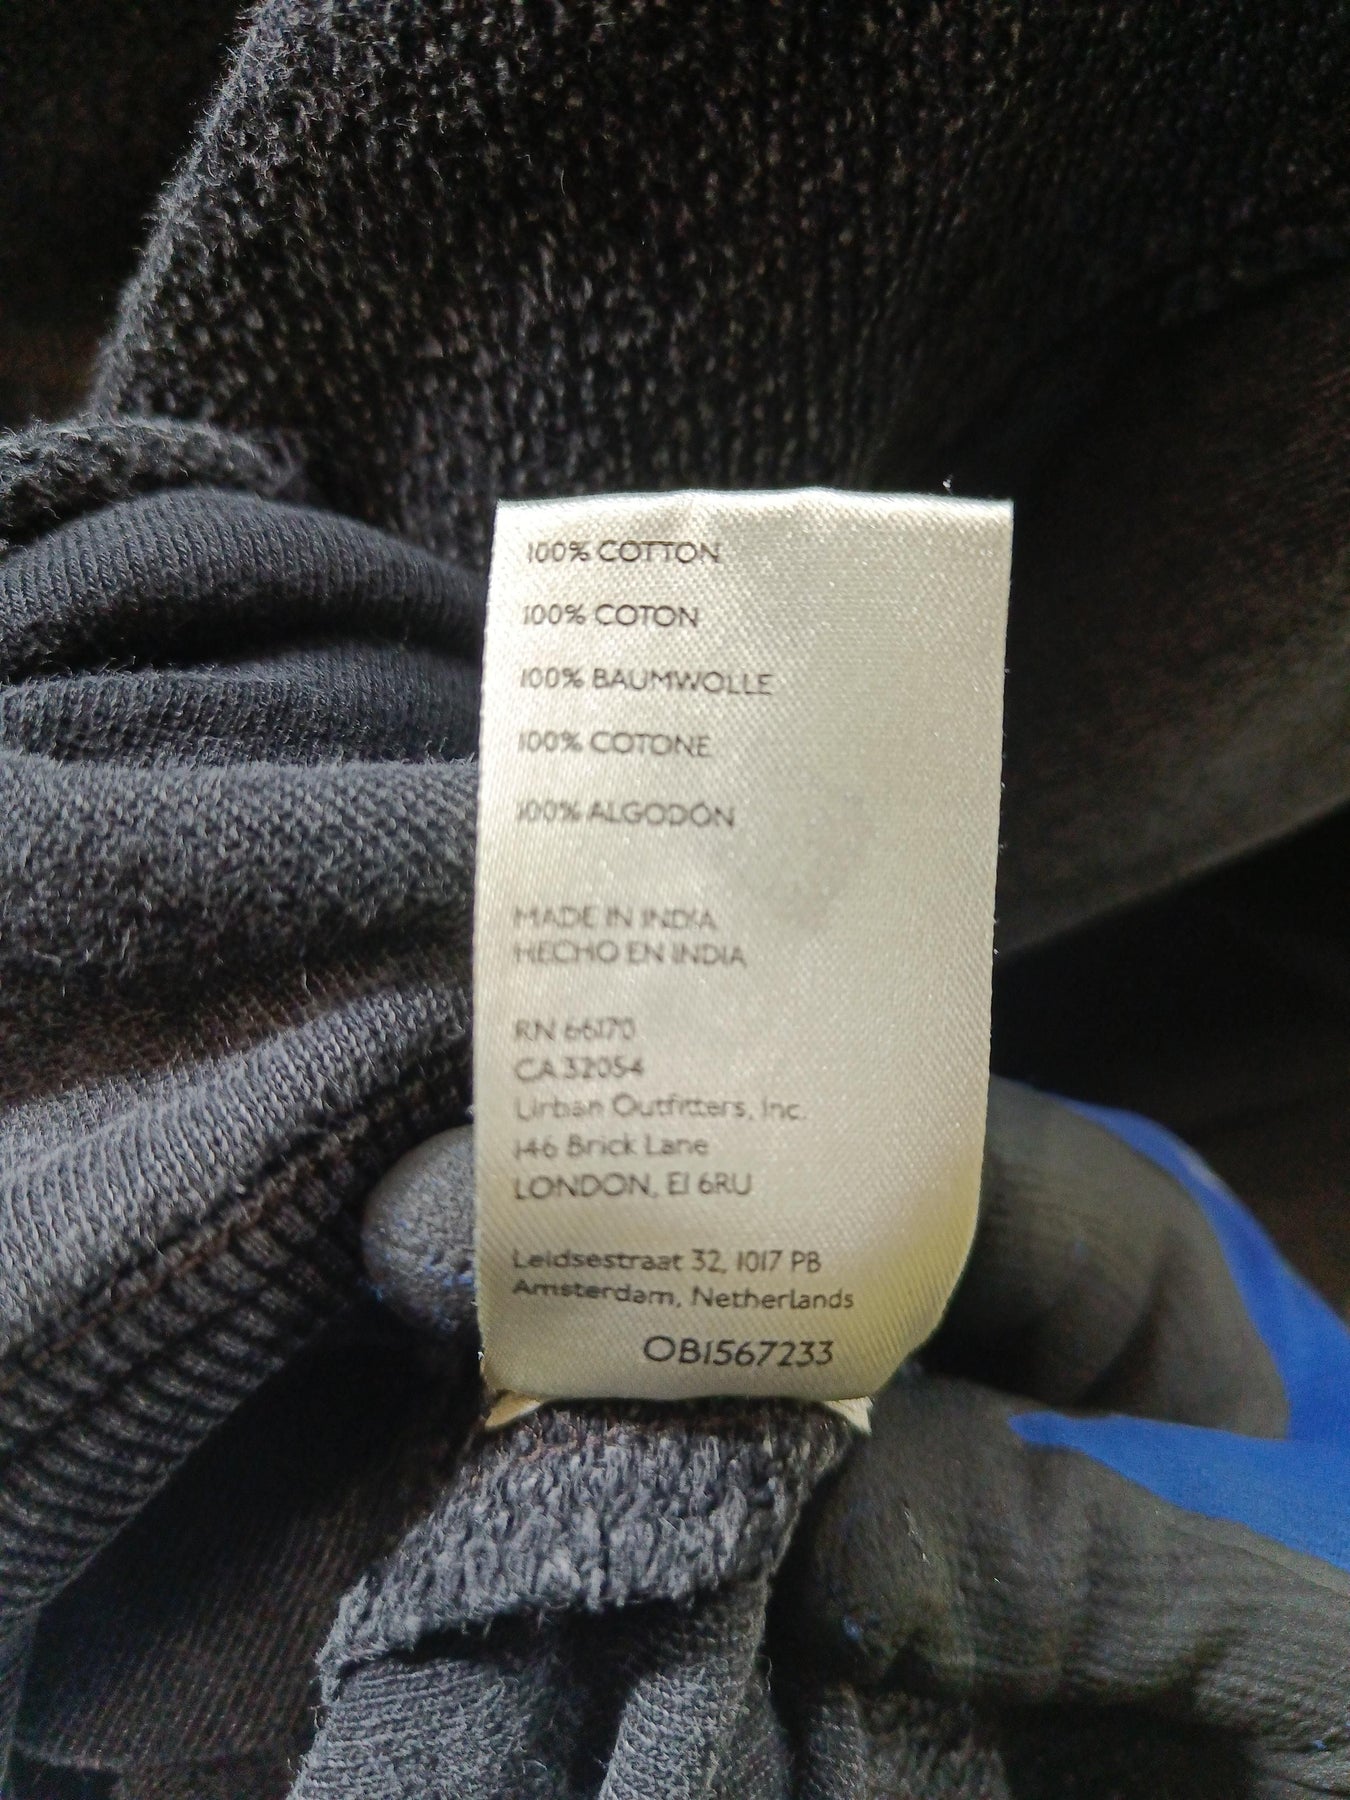 100% COTTON
100% COTON
100% BAUMWOLLE
100% COTONE
100% ALGODÓN
MADE IN INDIA
HECHO EN INDIA
RN 66170
CA 32054
Urban Outfitters, Inc.
146 Brick Lane
LONDON, E1 6RU
Leidsestraat 32, 1017 PB
Amsterdam, Netherlands
OB1567233